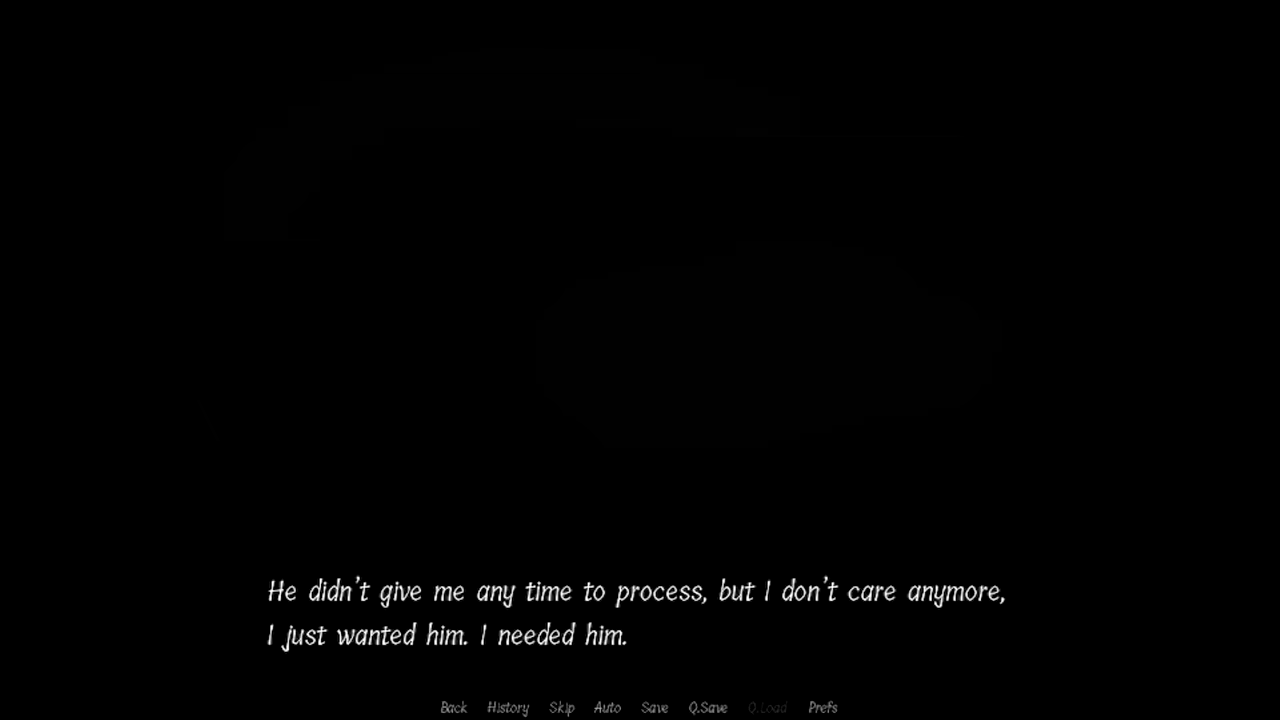 He didn't give me any time to process, but I don't care anymore,
I just wanted him. I needed him.
Back History Skip Auto Save Q.Save Q.Load Prefs